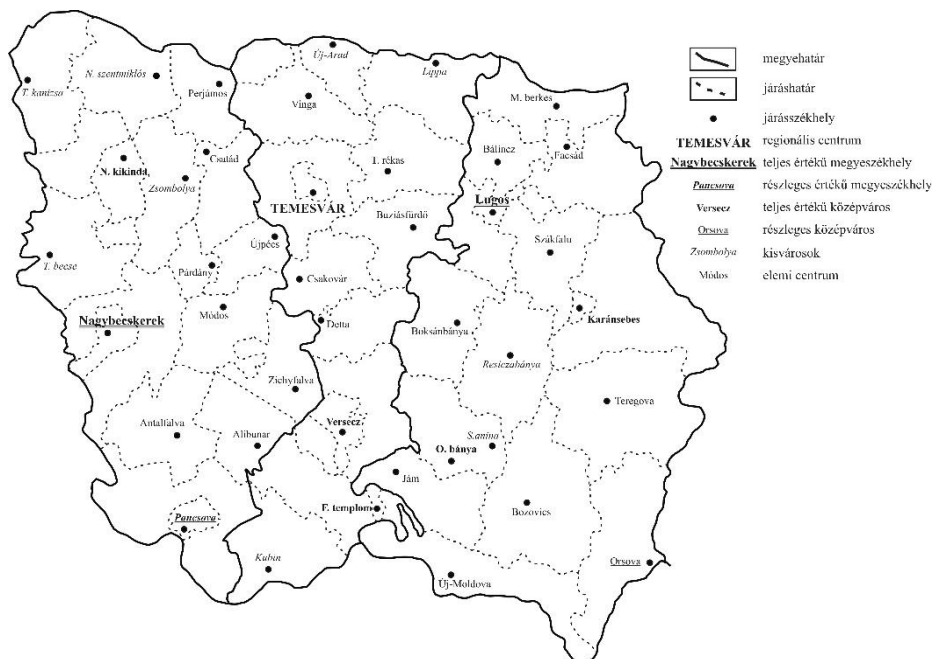 Új-Arad
Lippa
N. szentmiklós
T. kanizsa
Perjámos
Vinga
M. berkes
Csatád
T. rékas
Bálincz
Facsád
N. kikinda
Zsombolya
TEMESVÁR
Lugos
Buziásfürdő
Újpécs
Szákfalu
T. becse
Párdány
Csakovár
Módos
Karánsebes
Nagybecskerek
Detta
Boksánbánya
Resiczabánya
Zichyfalva
Teregova
Antalfalva
Versecz
Alibunar
S.anina
O. bánya
Jám
Pancsova
F. templom
Bozovics
Kubin
Új-Moldova
Orsova
megyehatár
járáshatár
járásszékhely
TEMESVÁR regionális centrum
Nagybecskerek teljes értékű megyeszékhely
Pancsova részleges értékű megyeszékhely
Versecz teljes értékű középváros
Orsova részleges középváros
Zsombolya kisvárosok
Módos elemi centrum